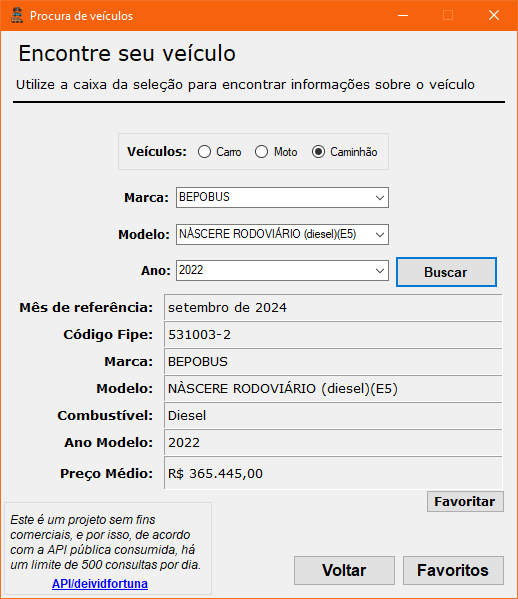 Procura de veículos
Encontre seu veículo
Utilize a caixa da seleção para encontrar informações sobre o veículo
Veículos: Carro Moto Caminhão
Marca: BEPOBUS
Modelo: NÀSCERE RODOVIÁRIO (diesel)(E5)
Ano: 2022 Buscar
Mês de referência: setembro de 2024
Código Fipe: 531003-2
Marca: BEPOBUS
Modelo: NÀSCERE RODOVIÁRIO (diesel)(E5)
Combustível: Diesel
Ano Modelo: 2022
Preço Médio: R$ 365.445,00
Favoritar
Este é um projeto sem fins
comerciais, e por isso, de acordo
com a API pública consumida, há
um limite de 500 consultas por dia.
API/deividfortuna
Voltar Favoritos